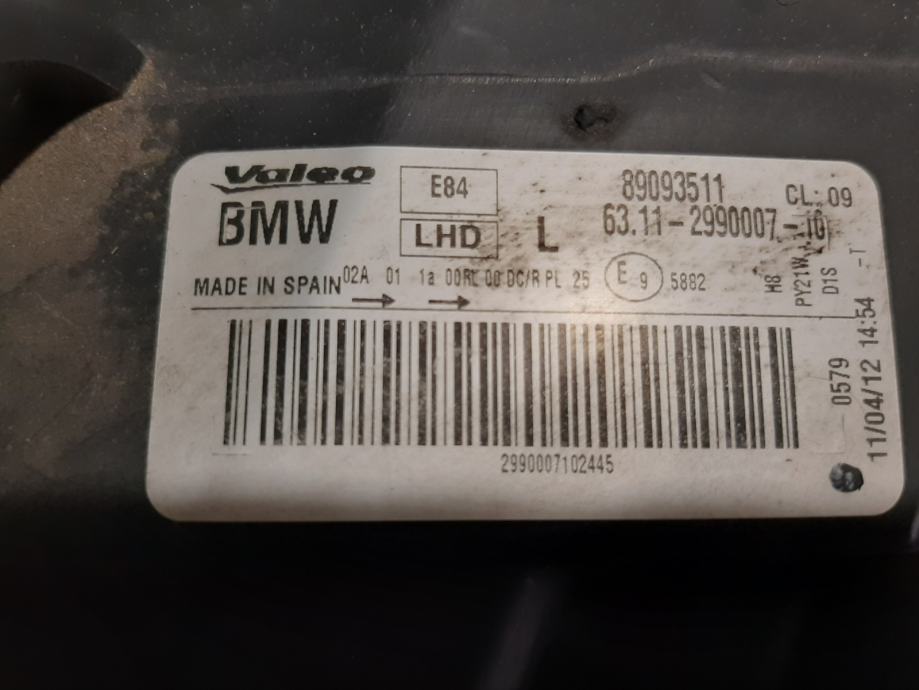 Valeo
BMW
E84
LHD
L
89093511
CL: 09
63.11-2990007-10
MADE IN SPAIN
02A 01 1a 00RL 00 DC/R PL 25 E 9 5882
H8
PY21W
D1S
-T
0579
11/04/12 14:54
2990007102445